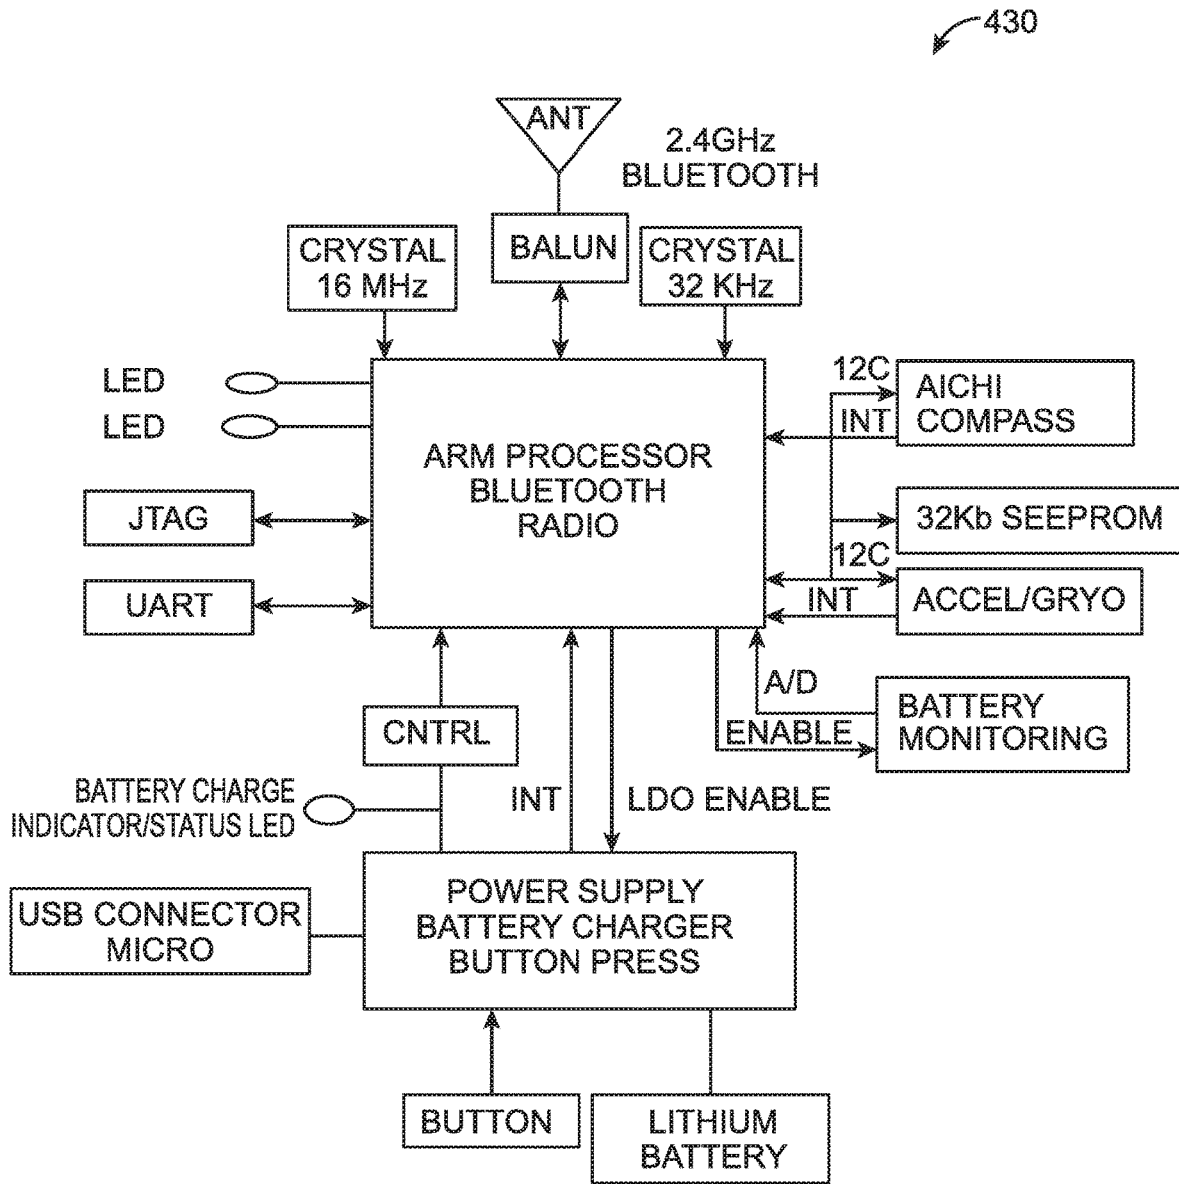 430
ANT
2.4GHz
BLUETOOTH
CRYSTAL
16 MHz
BALUN
CRYSTAL
32 KHz
LED
LED
JTAG
UART
ARM PROCESSOR
BLUETOOTH
RADIO
12C
INT
AICHI
COMPASS
32Kb SEEPROM
12C
INT
ACCEL/GRYO
A/D
ENABLE
BATTERY
MONITORING
CNTRL
BATTERY CHARGE
INDICATOR/STATUS LED
INT
LDO ENABLE
USB CONNECTOR
MICRO
POWER SUPPLY
BATTERY CHARGER
BUTTON PRESS
BUTTON
LITHIUM
BATTERY